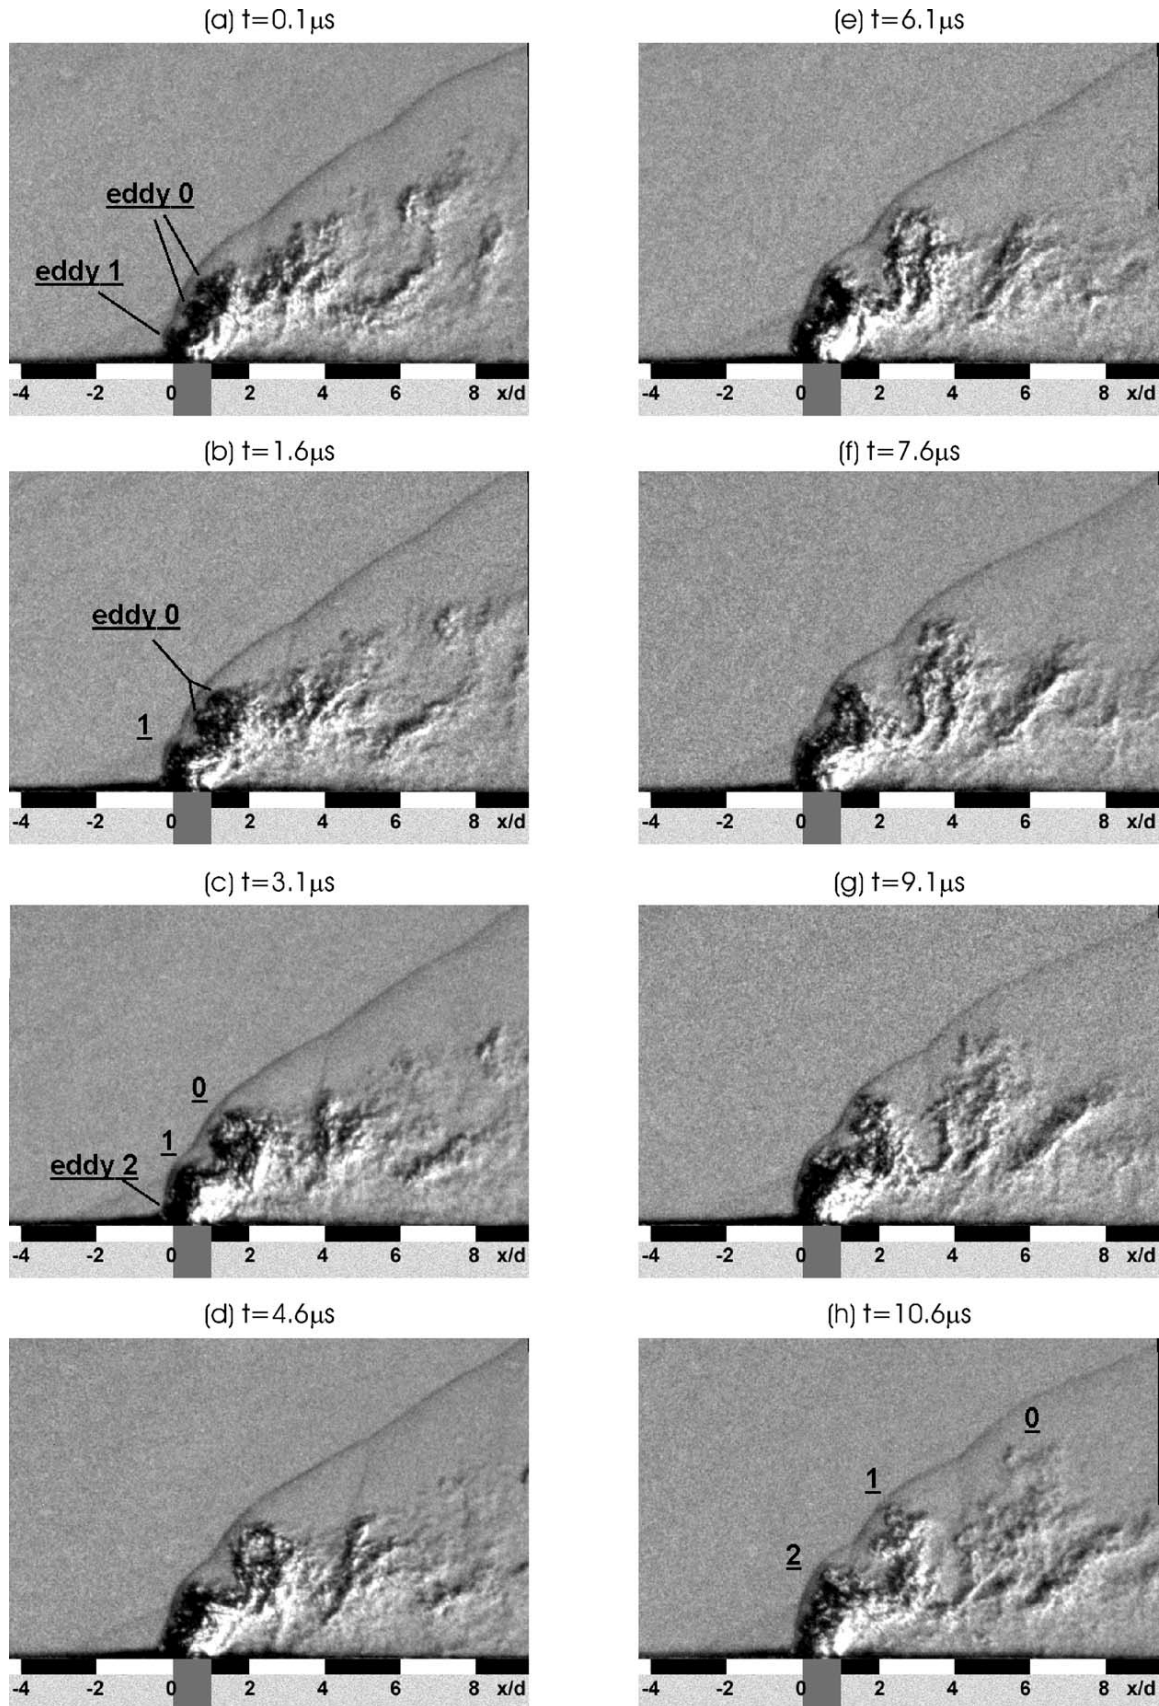 (a) t=0.1μs
eddy 0
eddy 1
-4 -2 0 2 4 6 8 x/d
(b) t=1.6μs
eddy 0
1
-4 -2 0 2 4 6 8 x/d
(c) t=3.1μs
0
1
eddy 2
-4 -2 0 2 4 6 8 x/d
(d) t=4.6μs
-4 -2 0 2 4 6 8 x/d
(e) t=6.1μs
-4 -2 0 2 4 6 8 x/d
(f) t=7.6μs
-4 -2 0 2 4 6 8 x/d
(g) t=9.1μs
-4 -2 0 2 4 6 8 x/d
(h) t=10.6μs
0
1
2
-4 -2 0 2 4 6 8 x/d